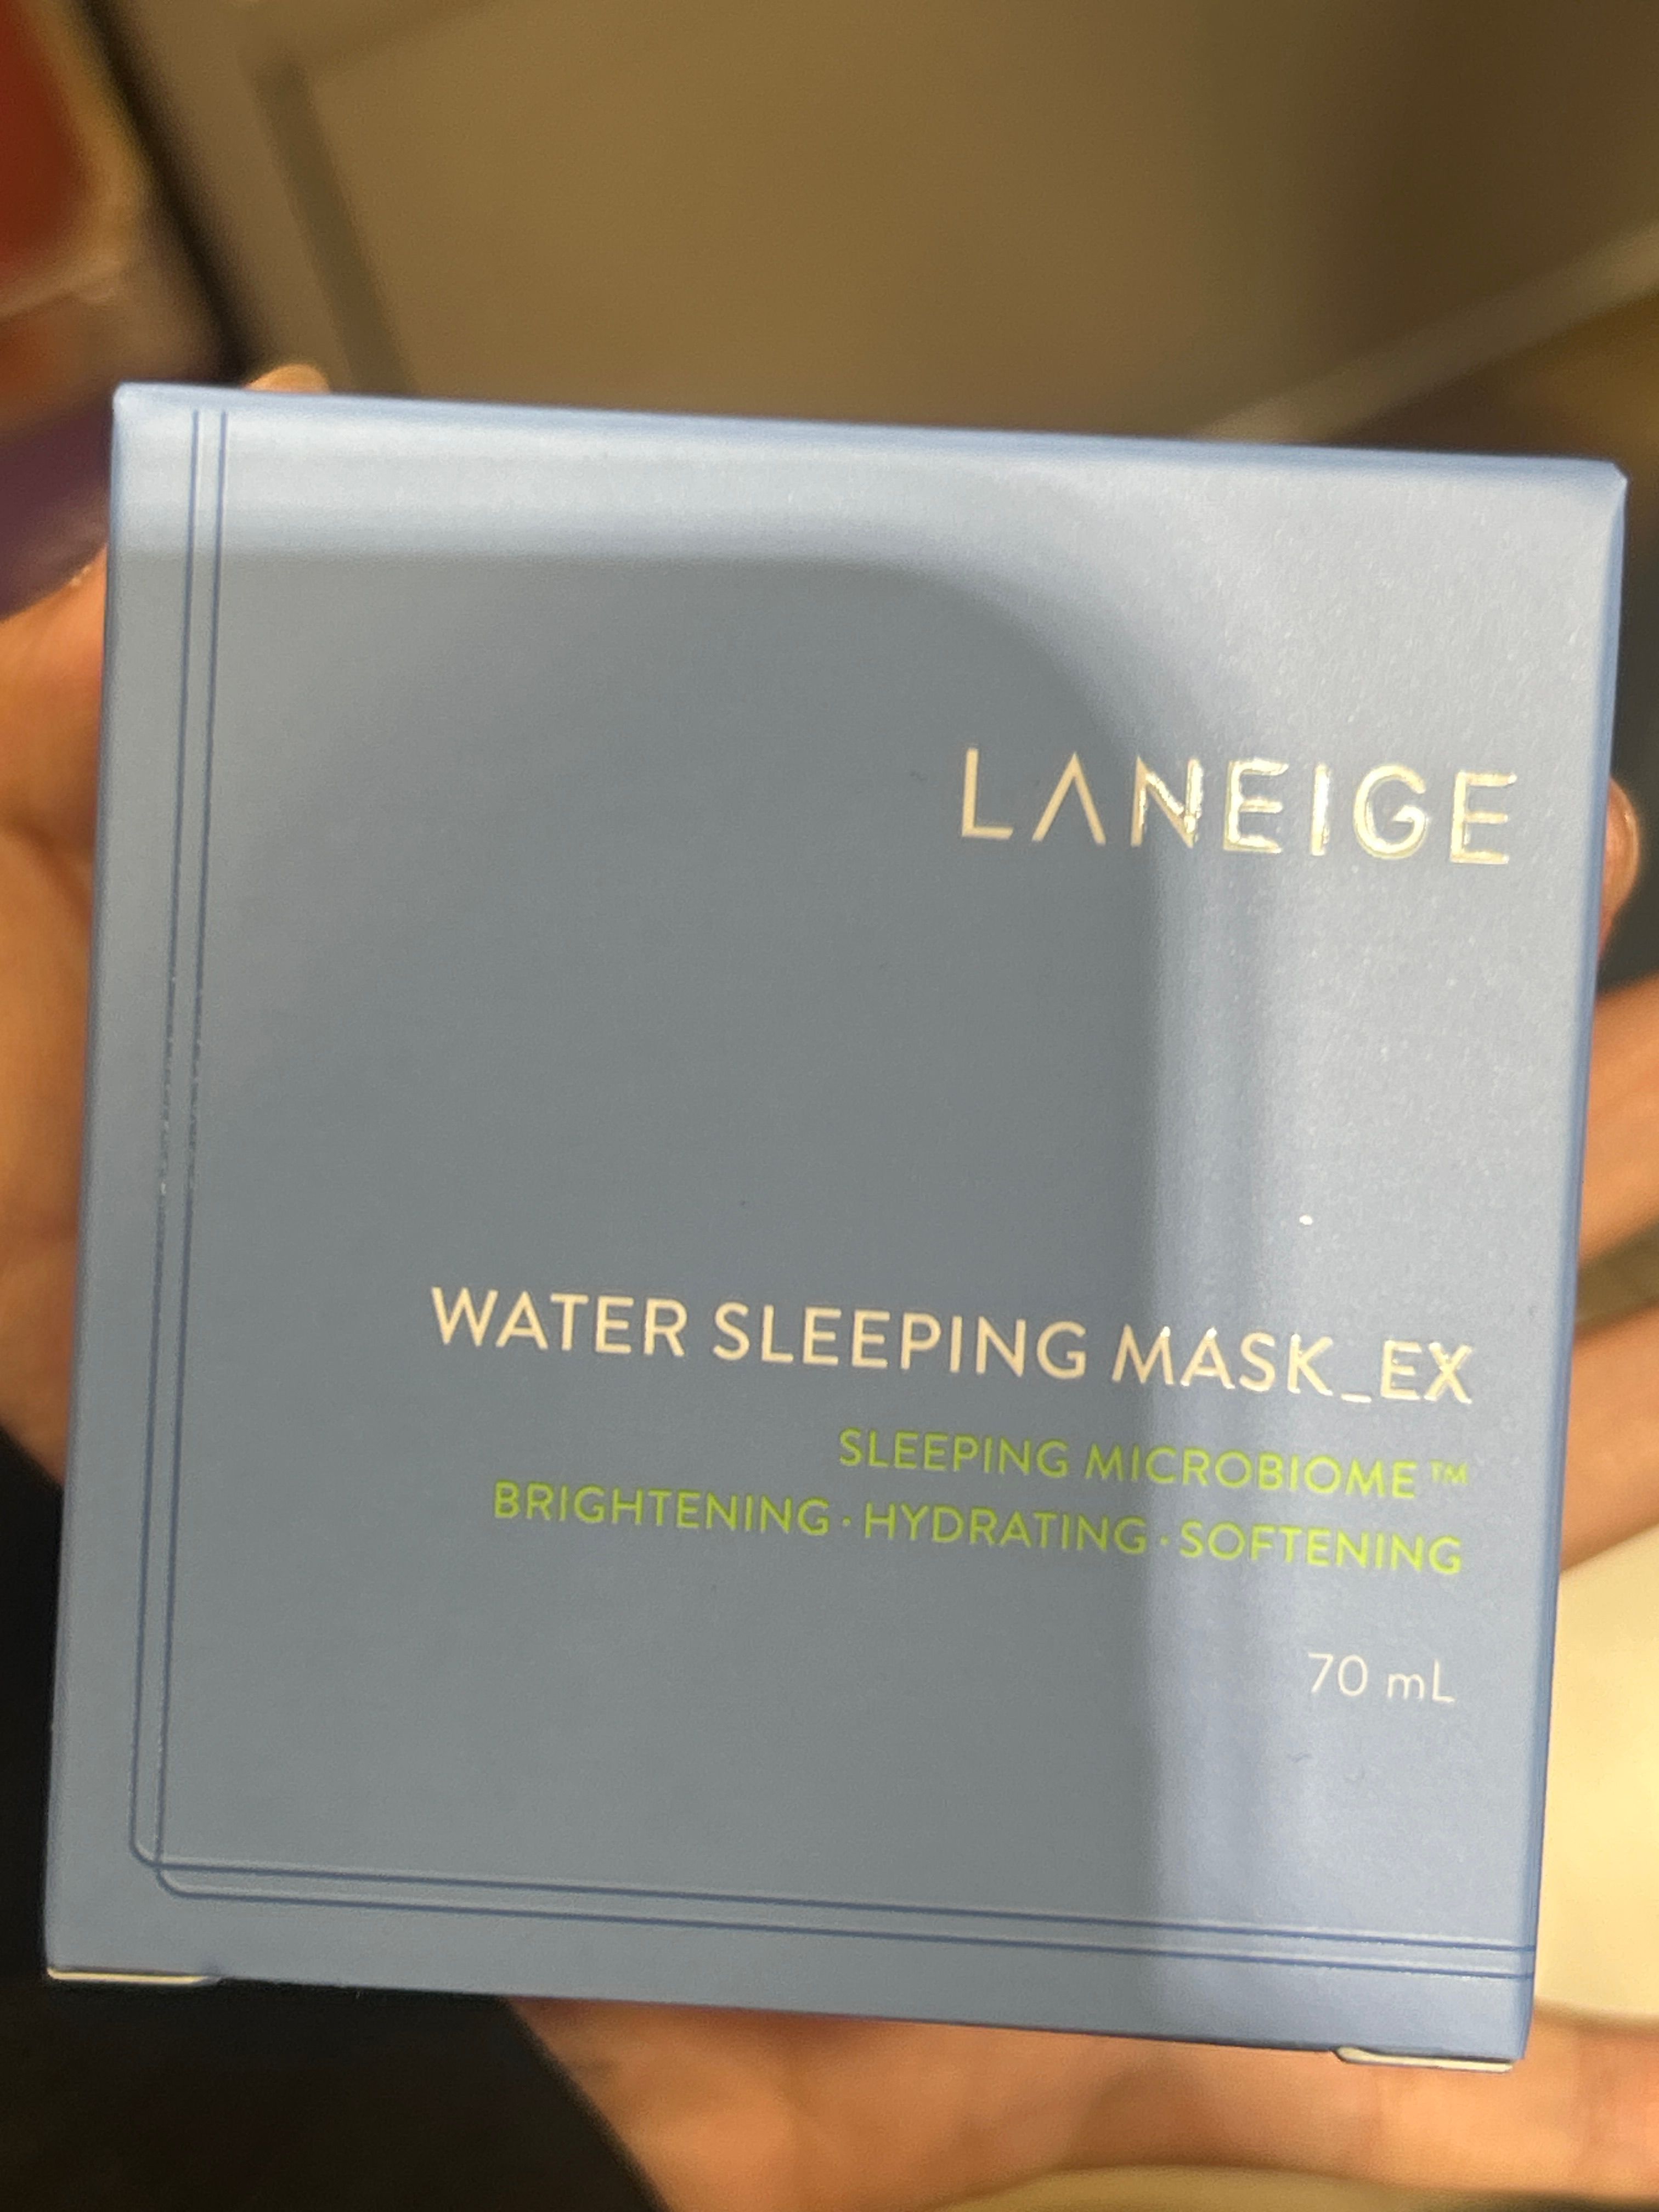 LANEIGE
WATER SLEEPING MASK_EX
SLEEPING MICROBIOME™
BRIGHTENING · HYDRATING · SOFTENING
70 mL